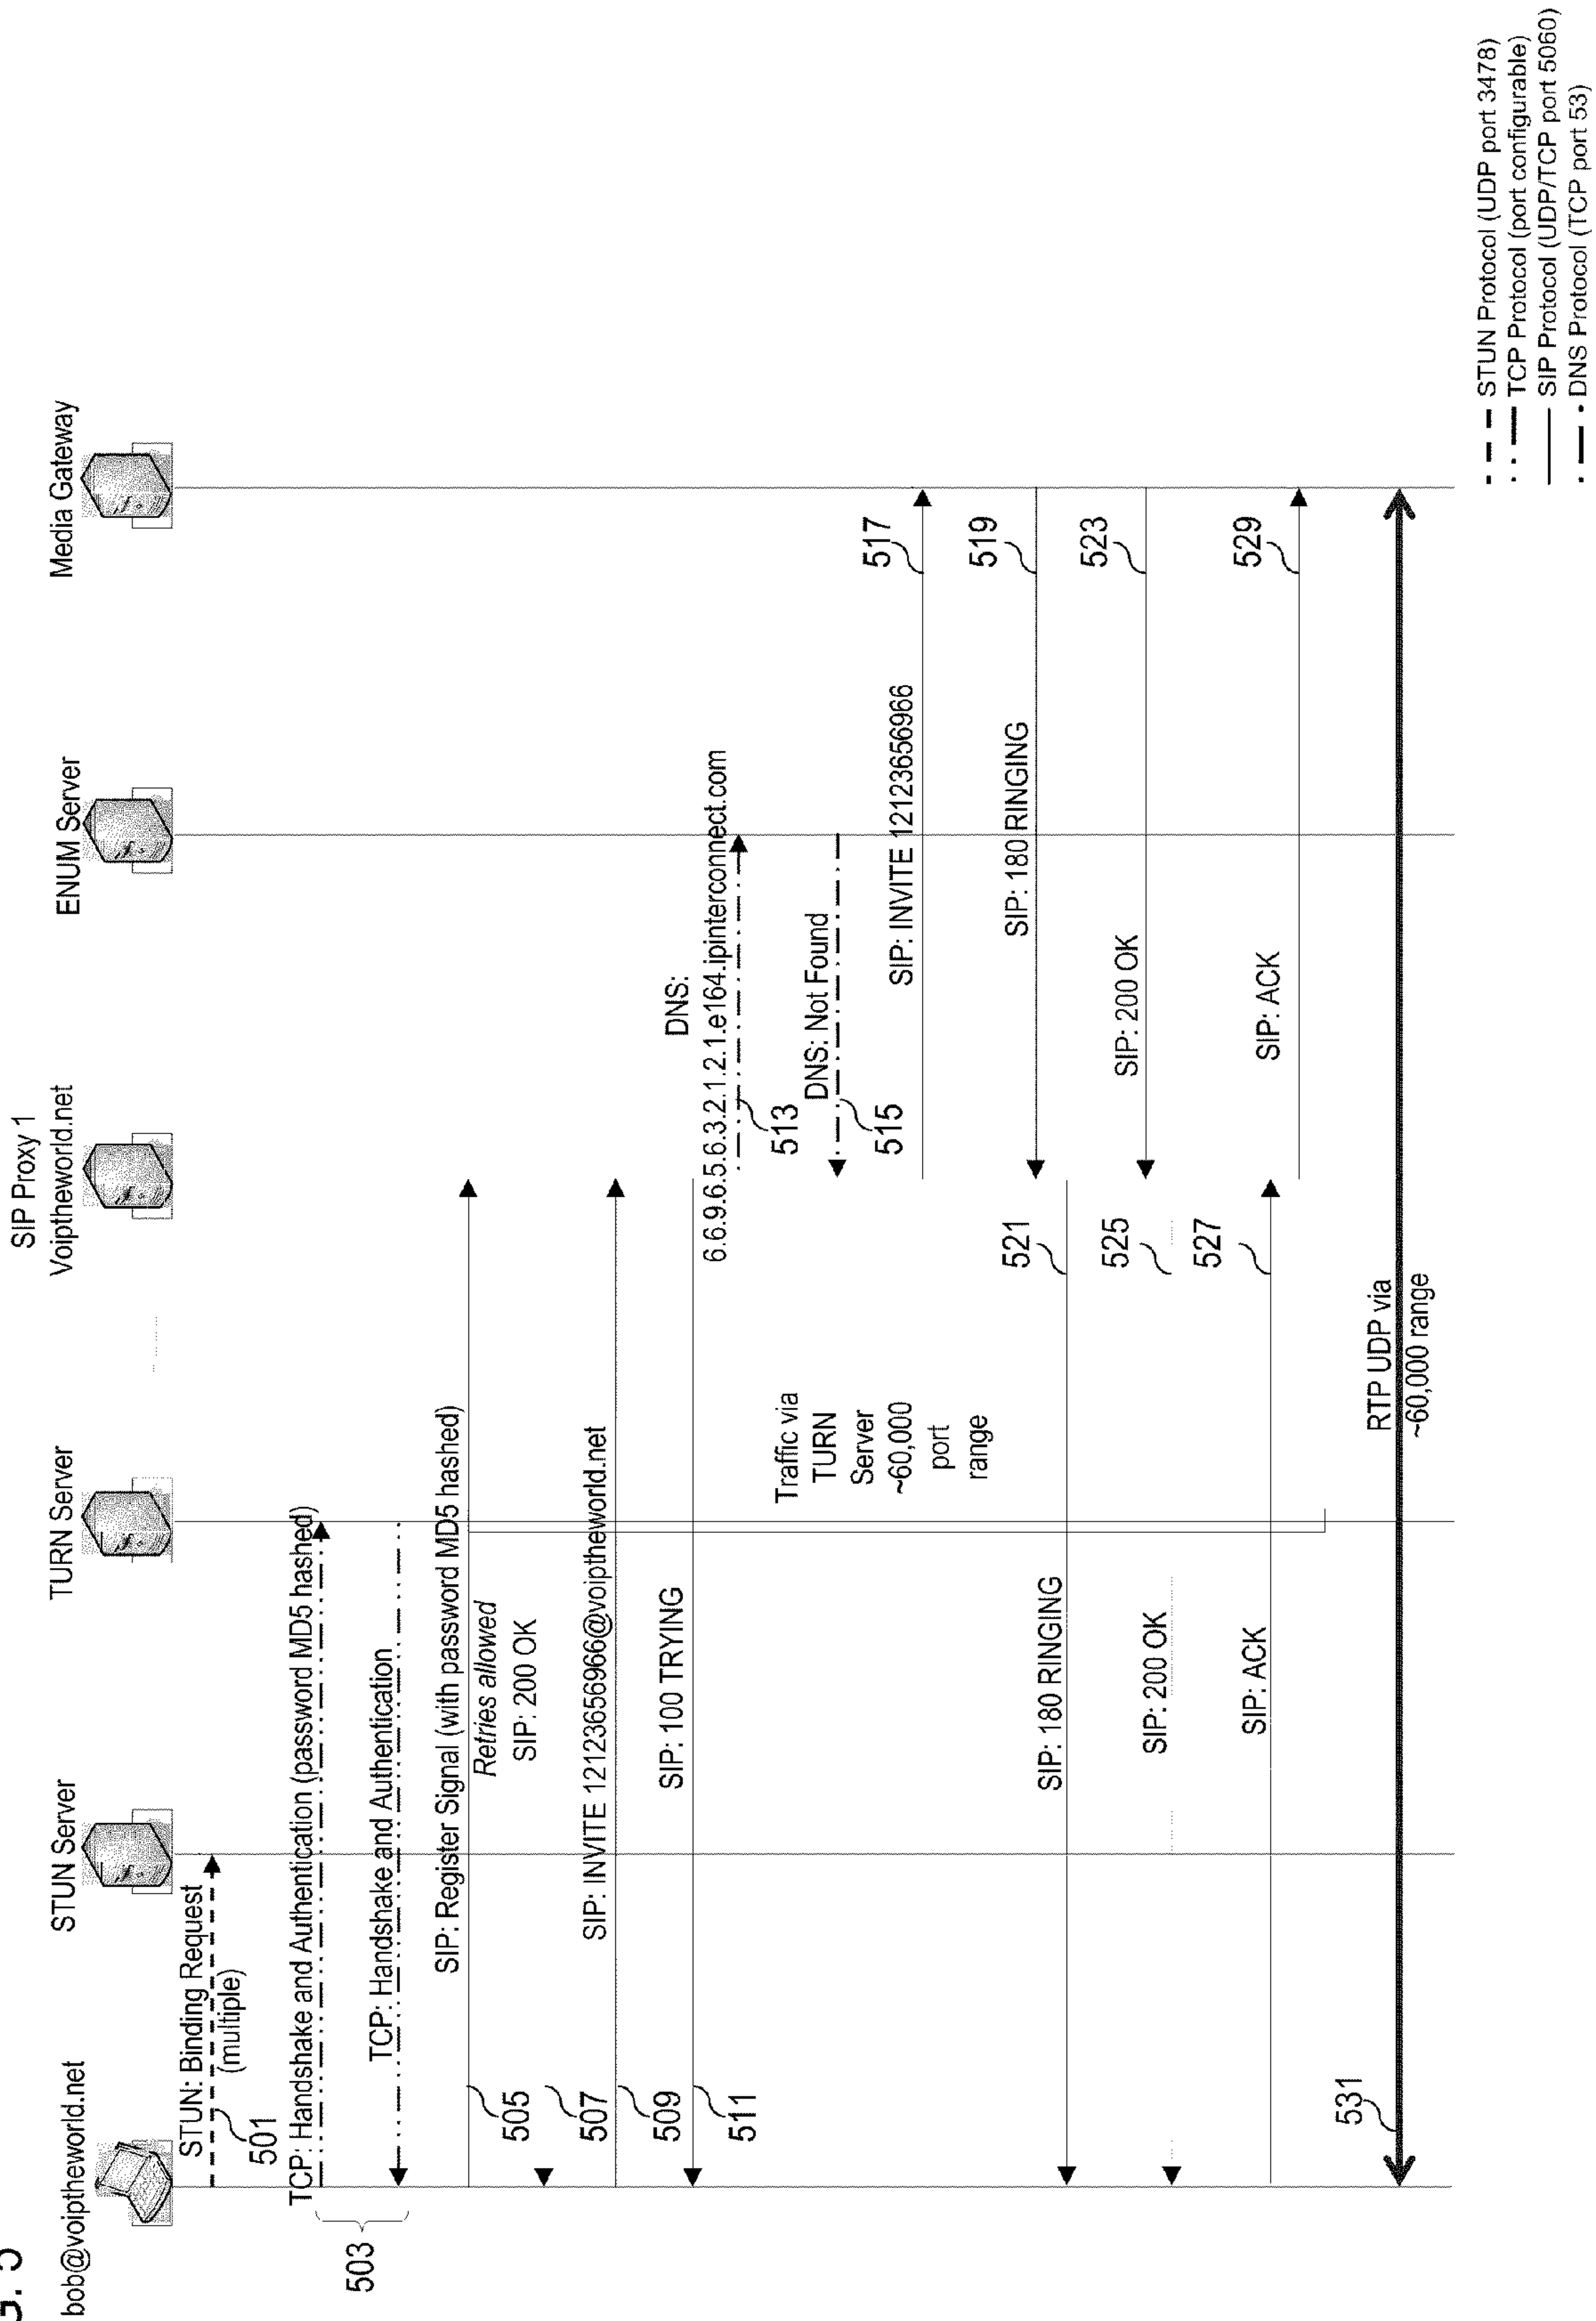 G. 5
bob@voiptheworld.net
STUN Server
TURN Server
SIP Proxy 1
Voiptheworld.net
ENUM Server
Media Gateway
STUN: Binding Request
(multiple)
501
TCP: Handshake and Authentication (password MD5 hashed)
TCP: Handshake and Authentication
503
SIP: Register Signal (with password MD5 hashed)
505
Retries allowed
SIP: 200 OK
507
SIP: INVITE 12123656966@voiptheworld.net
509
SIP: 100 TRYING
511
DNS:
6.6.9.6.5.6.3.2.1.2.1.e164.ipinterconnect.com
513
DNS: Not Found
515
Traffic via
TURN
Server
~60,000
port
range
SIP: INVITE 12123656966
517
SIP: 180 RINGING
519
SIP: 180 RINGING
521
SIP: 200 OK
523
SIP: 200 OK
525
SIP: ACK
527
SIP: ACK
529
RTP UDP via
~60,000 range
531
STUN Protocol (UDP port 3478)
TCP Protocol (port configurable)
SIP Protocol (UDP/TCP port 5060)
DNS Protocol (TCP port 53)